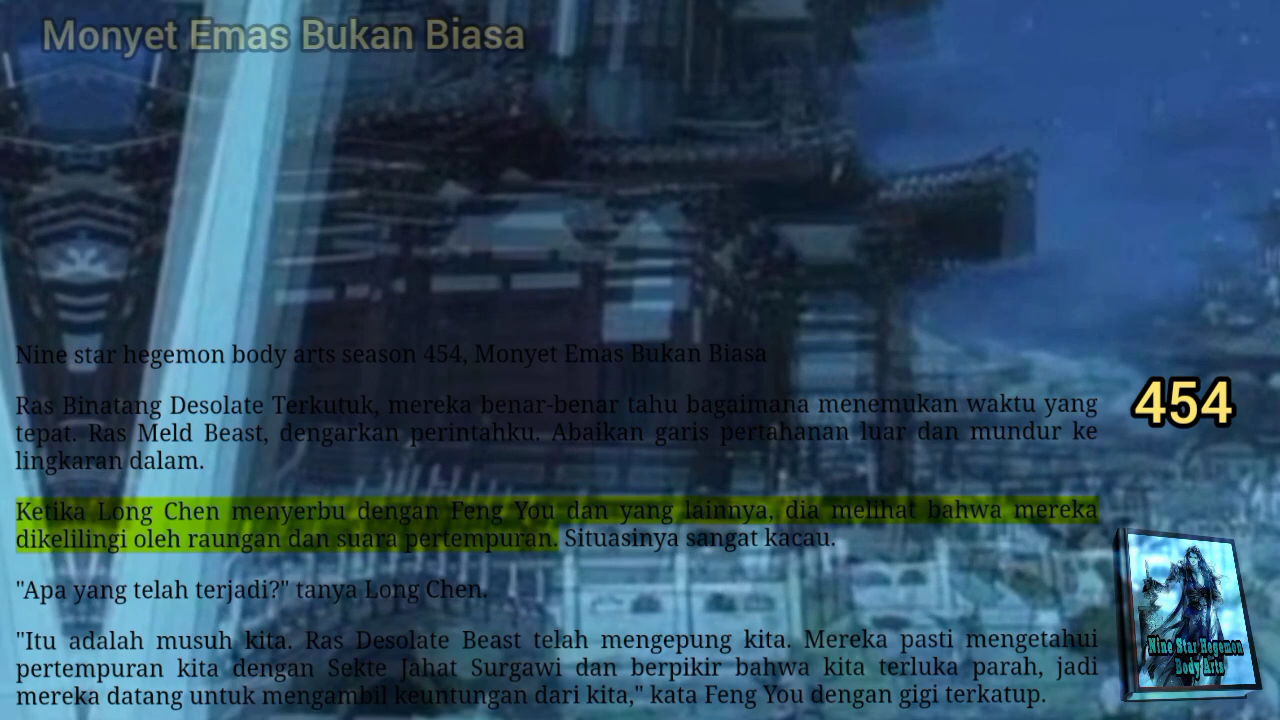 Monyet Emas Bukan Biasa
Nine star hegemon body arts season 454, Monyet Emas Bukan Biasa
Ras Binatang Desolate Terkutuk, mereka benar-benar tahu bagaimana menemukan waktu yang
tepat. Ras Meld Beast, dengarkan perintahku. Abaikan garis pertahanan luar dan mundur ke
lingkaran dalam.
454
Ketika Long Chen menyerbu dengan Feng You dan yang lainnya, dia melihat bahwa mereka
dikelilingi oleh raungan dan suara pertempuran. Situasinya sangat kacau.
"Apa yang telah terjadi?" tanya Long Chen.
"Itu adalah musuh kita. Ras Desolate Beast telah mengepung kita. Mereka pasti mengetahui
pertempuran kita dengan Sekte Jahat Surgawi dan berpikir bahwa kita terluka parah, jadi
mereka datang untuk mengambil keuntungan dari kita," kata Feng You dengan gigi terkatup.
Nine Star Hegemon
Body Arts